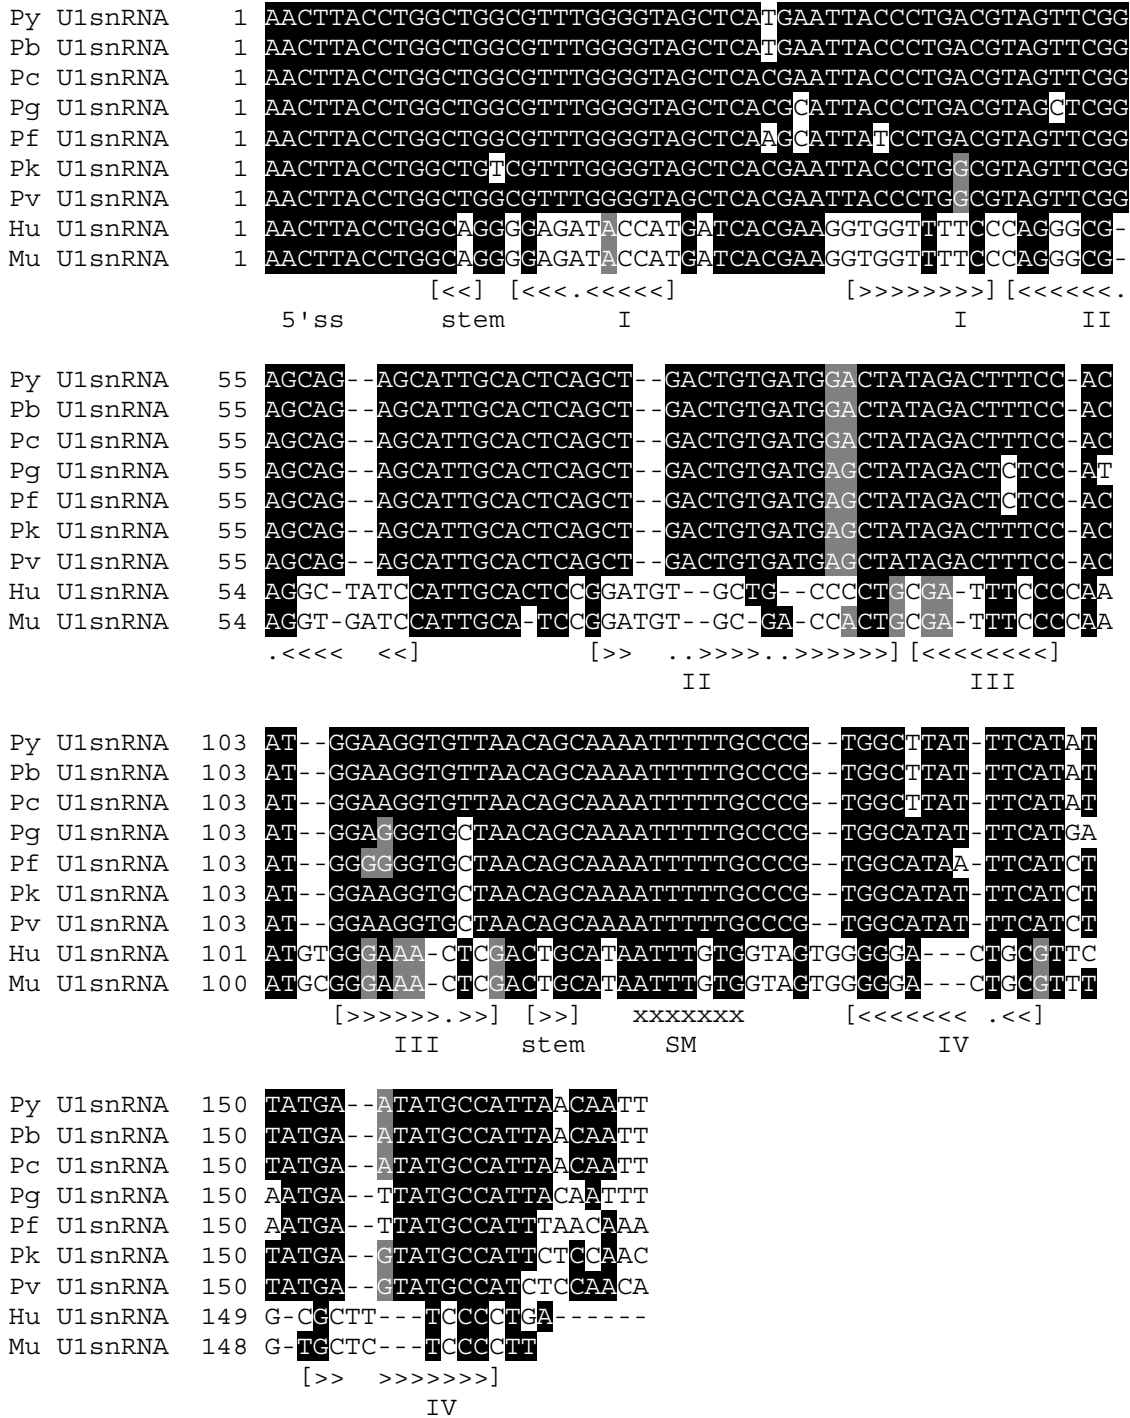 Py U1snRNA 1 AACTTACCTGGCTGGCGTTTGGGGTAGCTCATGAATTACCCTGACGTAGTTCGG
Pb U1snRNA 1 AACTTACCTGGCTGGCGTTTGGGGTAGCTCATGAATTACCCTGACGTAGTTCGG
Pc U1snRNA 1 AACTTACCTGGCTGGCGTTTGGGGTAGCTCACGAATTACCCTGACGTAGTTCGG
Pg U1snRNA 1 AACTTACCTGGCTGGCGTTTGGGGTAGCTCACGCATTACCCTGACGTAGCTCGG
Pf U1snRNA 1 AACTTACCTGGCTGGCGTTTGGGGTAGCTCAAGCATTATCCTGACGTAGTTCGG
Pk U1snRNA 1 AACTTACCTGGCTGTCGTTTGGGGTAGCTCACGAATTACCCTGGCGTAGTTCGG
Pv U1snRNA 1 AACTTACCTGGCTGGCGTTTGGGGTAGCTCACGAATTACCCTGGCGTAGTTCGG
Hu U1snRNA 1 AACTTACCTGGCAGGGGAGATACCATGATCACGAAGGTGGTTTTCCCAGGGCG-
Mu U1snRNA 1 AACTTACCTGGCAGGGGAGATACCATGATCACGAAGGTGGTTTTCCCAGGGCG-
[<<] [<<<.<<<<<] [>>>>>>>>] [<<<<<<.
5'ss stem I I II
Py U1snRNA 55 AGCAG--AGCATTGCACTCAGCT--GACTGTGATGGACTATAGACTTTCC-AC
Pb U1snRNA 55 AGCAG--AGCATTGCACTCAGCT--GACTGTGATGGACTATAGACTTTCC-AC
Pc U1snRNA 55 AGCAG--AGCATTGCACTCAGCT--GACTGTGATGGACTATAGACTTTCC-AC
Pg U1snRNA 55 AGCAG--AGCATTGCACTCAGCT--GACTGTGATGAGCTATAGACTCTCC-AT
Pf U1snRNA 55 AGCAG--AGCATTGCACTCAGCT--GACTGTGATGAGCTATAGACTCTCC-AC
Pk U1snRNA 55 AGCAG--AGCATTGCACTCAGCT--GACTGTGATGAGCTATAGACTTTCC-AC
Pv U1snRNA 55 AGCAG--AGCATTGCACTCAGCT--GACTGTGATGAGCTATAGACTTTCC-AC
Hu U1snRNA 54 AGGC-TATCCATTGCACTCCGGATGT--GCTG-CCCCTGCGA-TTTCCCCAA
Mu U1snRNA 54 AGGT-GATCCATTGCA-TCCGGATGT--GC-GA-CCACTGCGA-TTTCCCCAA
.<<<< <<] [>> ..>>>>..>>>>>>] [<<<<<<<<]
II III
Py U1snRNA 103 AT--GGAAGGTGTTAACAGCAAAATTTTTGCCCG--TGGCTTAT-TTCATAT
Pb U1snRNA 103 AT--GGAAGGTGTTAACAGCAAAATTTTTGCCCG--TGGCTTAT-TTCATAT
Pc U1snRNA 103 AT--GGAAGGTGTTAACAGCAAAATTTTTGCCCG--TGGCTTAT-TTCATAT
Pg U1snRNA 103 AT--GGAGGGTGCTAACAGCAAAATTTTTGCCCG--TGGCATAT-TTCATGA
Pf U1snRNA 103 AT--GGGGGGTGCTAACAGCAAAATTTTTGCCCG--TGGCATAA-TTCATCT
Pk U1snRNA 103 AT--GGAAGGTGCTAACAGCAAAATTTTTGCCCG--TGGCATAT-TTCATCT
Pv U1snRNA 103 AT--GGAAGGTGCTAACAGCAAAATTTTTGCCCG--TGGCATAT-TTCATCT
Hu U1snRNA 101 ATGTGGGAAA-CTCGACTGCATAATTTGTGGTAGTGGGGGA---CTGCGTTC
Mu U1snRNA 100 ATGCGGGAAA-CTCGACTGCATAATTTGTGGTAGTGGGGGA---CTGCGTTT
[>>>>>>.>>] [>>] xxxxxxx [<<<<<<< .<<]
III stem SM IV
Py U1snRNA 150 TATGA--ATATGCCATTAACAATT
Pb U1snRNA 150 TATGA--ATATGCCATTAACAATT
Pc U1snRNA 150 TATGA--ATATGCCATTAACAATT
Pg U1snRNA 150 AATGA--TTATGCCATTACAATTT
Pf U1snRNA 150 AATGA--TTATGCCATTTAACAAA
Pk U1snRNA 150 TATGA--GTATGCCATTCTCCAAC
Pv U1snRNA 150 TATGA--GTATGCCATCTCCAACA
Hu U1snRNA 149 G-CGCTT---TCCCCTGA------
Mu U1snRNA 148 G-TGCTC---TCCCCTT
[>> >>>>>>>]
IV